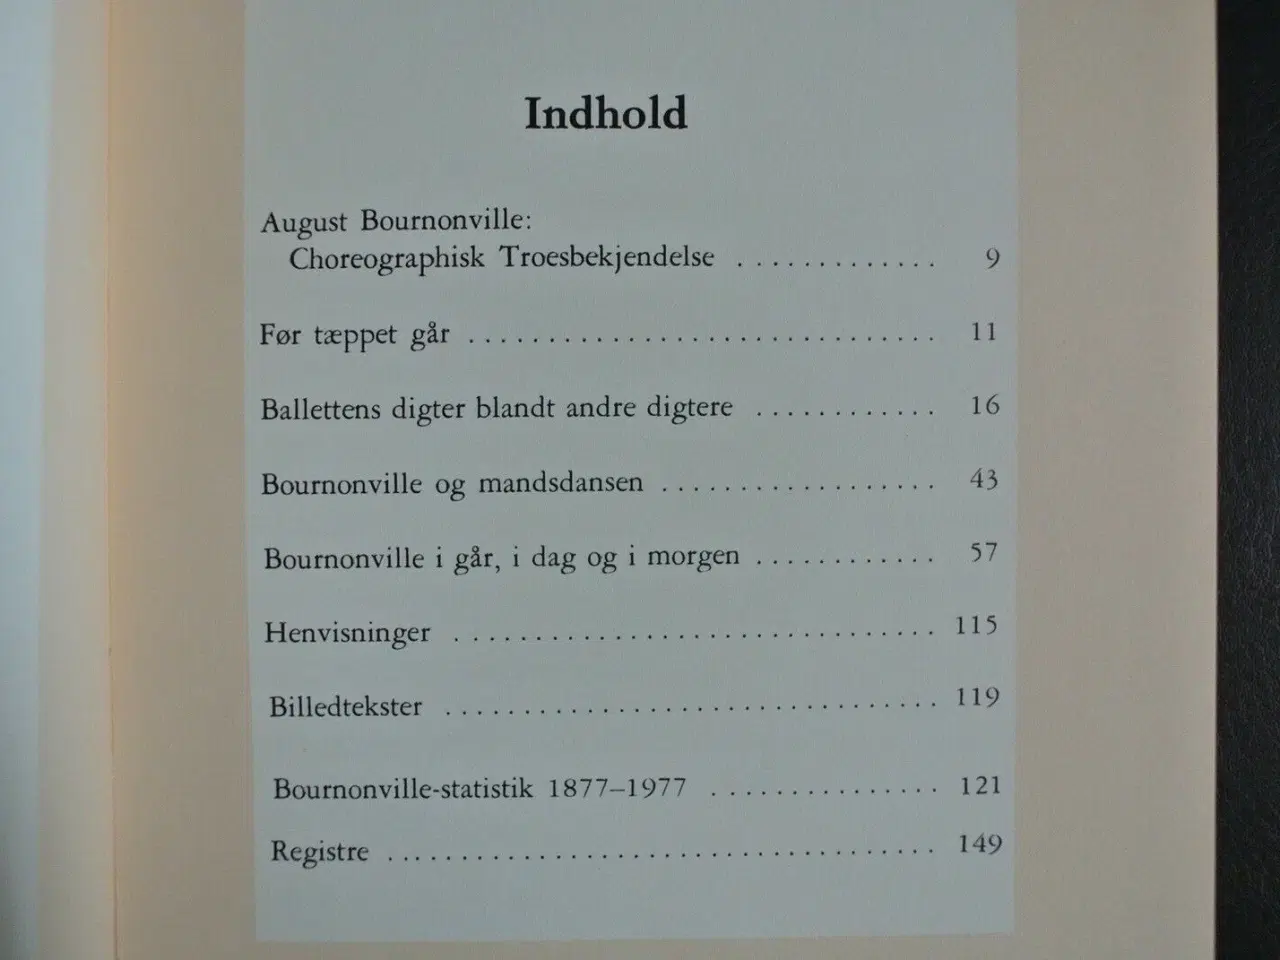 Indhold
August Bournonville:
Choreographisk Troesbekjendelse . . . . . . . . . . . . . 9
Før tæppet går . . . . . . . . . . . . . . . . . . . . . . . . . . . . . . 11
Ballettens digter blandt andre digtere . . . . . . . . . . . . 16
Bournonville og mandsdansen . . . . . . . . . . . . . . . . . . 43
Bournonville i går, i dag og i morgen . . . . . . . . . . . . 57
Henvisninger . . . . . . . . . . . . . . . . . . . . . . . . . . . . . . . 115
Billedtekster . . . . . . . . . . . . . . . . . . . . . . . . . . . . . . . . 119
Bournonville-statistik 1877–1977 . . . . . . . . . . . . . . . 121
Registre . . . . . . . . . . . . . . . . . . . . . . . . . . . . . . . . . . . 149